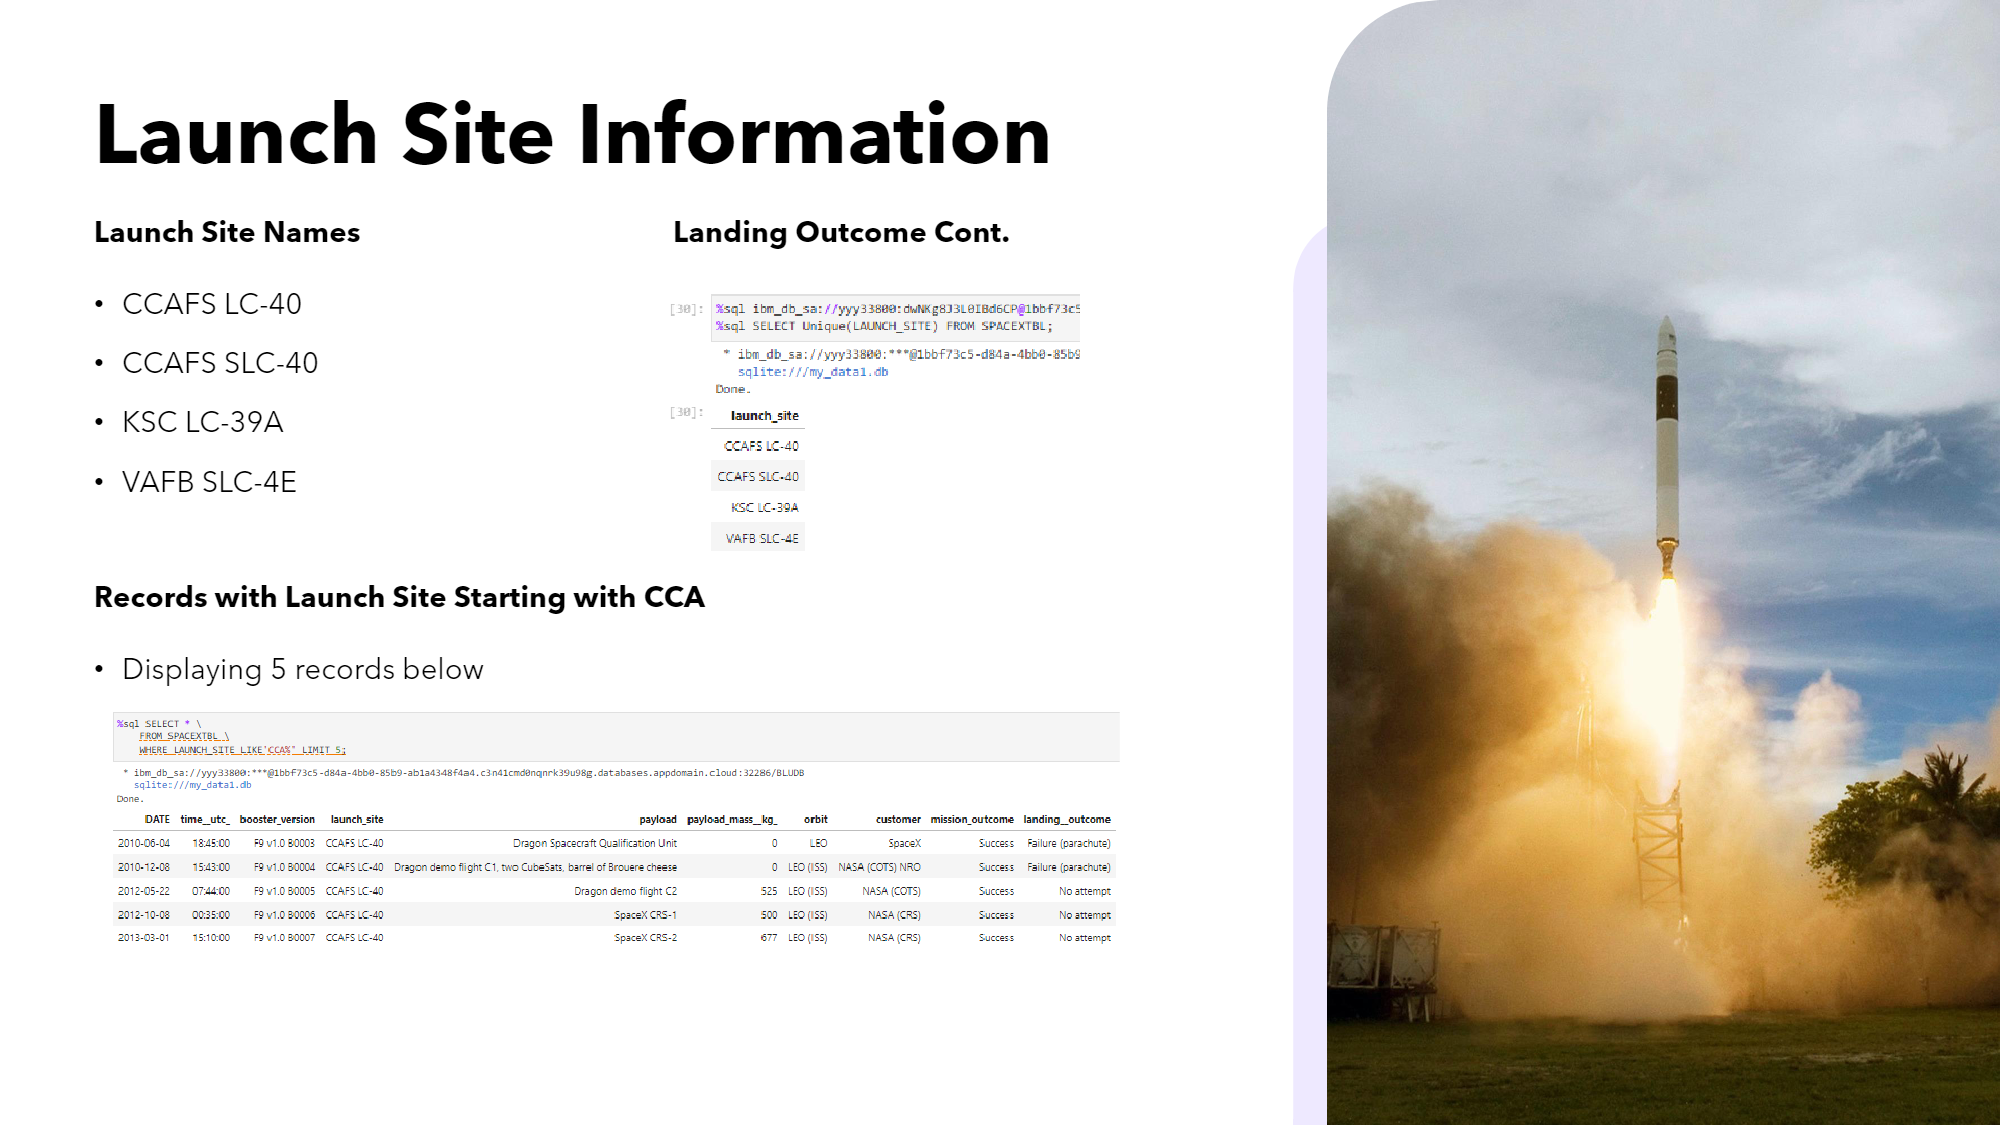 Launch Site Information
Launch Site Names
• CCAFS LC-40
• CCAFS SLC-40
• KSC LC-39A
• VAFB SLC-4E
Landing Outcome Cont.
[30]: %sql ibm_db_sa://yyy33800:dwNKg8J3L0IBd6CP@1bbf73c5
%sql SELECT Unique(LAUNCH_SITE) FROM SPACEXTBL;
* ibm_db_sa://yyy33800:***@1bbf73c5-d84a-4bb0-85b9
sqlite:///my_data1.db
Done.
[30]: launch_site
CCAFS LC-40
CCAFS SLC-40
KSC LC-39A
VAFB SLC-4E
Records with Launch Site Starting with CCA
• Displaying 5 records below
%sql SELECT * \
FROM SPACEXTBL \
WHERE LAUNCH_SITE LIKE'CCA%' LIMIT 5;
* ibm_db_sa://yyy33800:***@1bbf73c5-d84a-4bb0-85b9-ab1a4348f4a4.c3n41cmd0nqnrk39u98g.databases.appdomain.cloud:32286/BLUDB
sqlite:///my_data1.db
Done.
DATE time__utc_ booster_version launch_site payload payload_mass__kg_ orbit customer mission_outcome landing__outcome
2010-06-04 18:45:00 F9 v1.0 B0003 CCAFS LC-40 Dragon Spacecraft Qualification Unit 0 LEO SpaceX Success Failure (parachute)
2010-12-08 15:43:00 F9 v1.0 B0004 CCAFS LC-40 Dragon demo flight C1, two CubeSats, barrel of Brouere cheese 0 LEO (ISS) NASA (COTS) NRO Success Failure (parachute)
2012-05-22 07:44:00 F9 v1.0 B0005 CCAFS LC-40 Dragon demo flight C2 525 LEO (ISS) NASA (COTS) Success No attempt
2012-10-08 00:35:00 F9 v1.0 B0006 CCAFS LC-40 SpaceX CRS-1 500 LEO (ISS) NASA (CRS) Success No attempt
2013-03-01 15:10:00 F9 v1.0 B0007 CCAFS LC-40 SpaceX CRS-2 677 LEO (ISS) NASA (CRS) Success No attempt